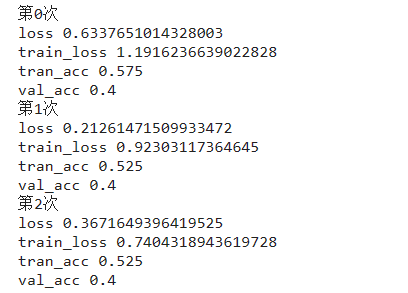 第0次
loss 0.6337651014328003
train_loss 1.1916236639022828
tran_acc 0.575
val_acc 0.4
第1次
loss 0.21261471509933472
train_loss 0.92303117364645
tran_acc 0.525
val_acc 0.4
第2次
loss 0.3671649396419525
train_loss 0.7404318943619728
tran_acc 0.525
val_acc 0.4